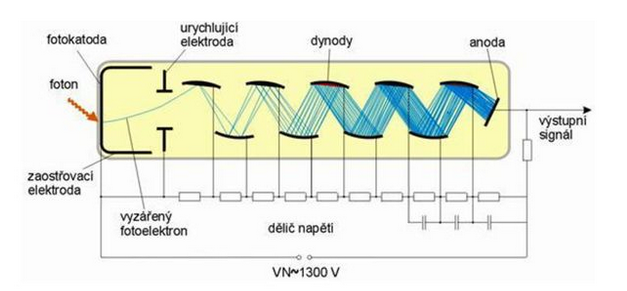 urychlující
elektroda
fotokatoda
dynody
anoda
foton
výstupní
signál
zaostřovací
elektroda
vyzářený
fotoelektron
dělič napětí
VN~1300 V